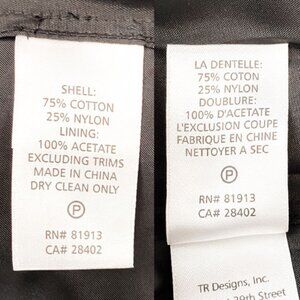 SHELL:
75% COTTON
25% NYLON
LINING:
100% ACETATE
EXCLUDING TRIMS
MADE IN CHINA
DRY CLEAN ONLY
P
RN# 81913
CA# 28402
LA DENTELLE:
75% COTON
25% NYLON
DOUBLURE:
100% D'ACETATE
L'EXCLUSION COUPE
FABRIQUE EN CHINE
NETTOYER A SEC
P
RN# 81913
CA# 28402
TR Designs, Inc.
39th Street